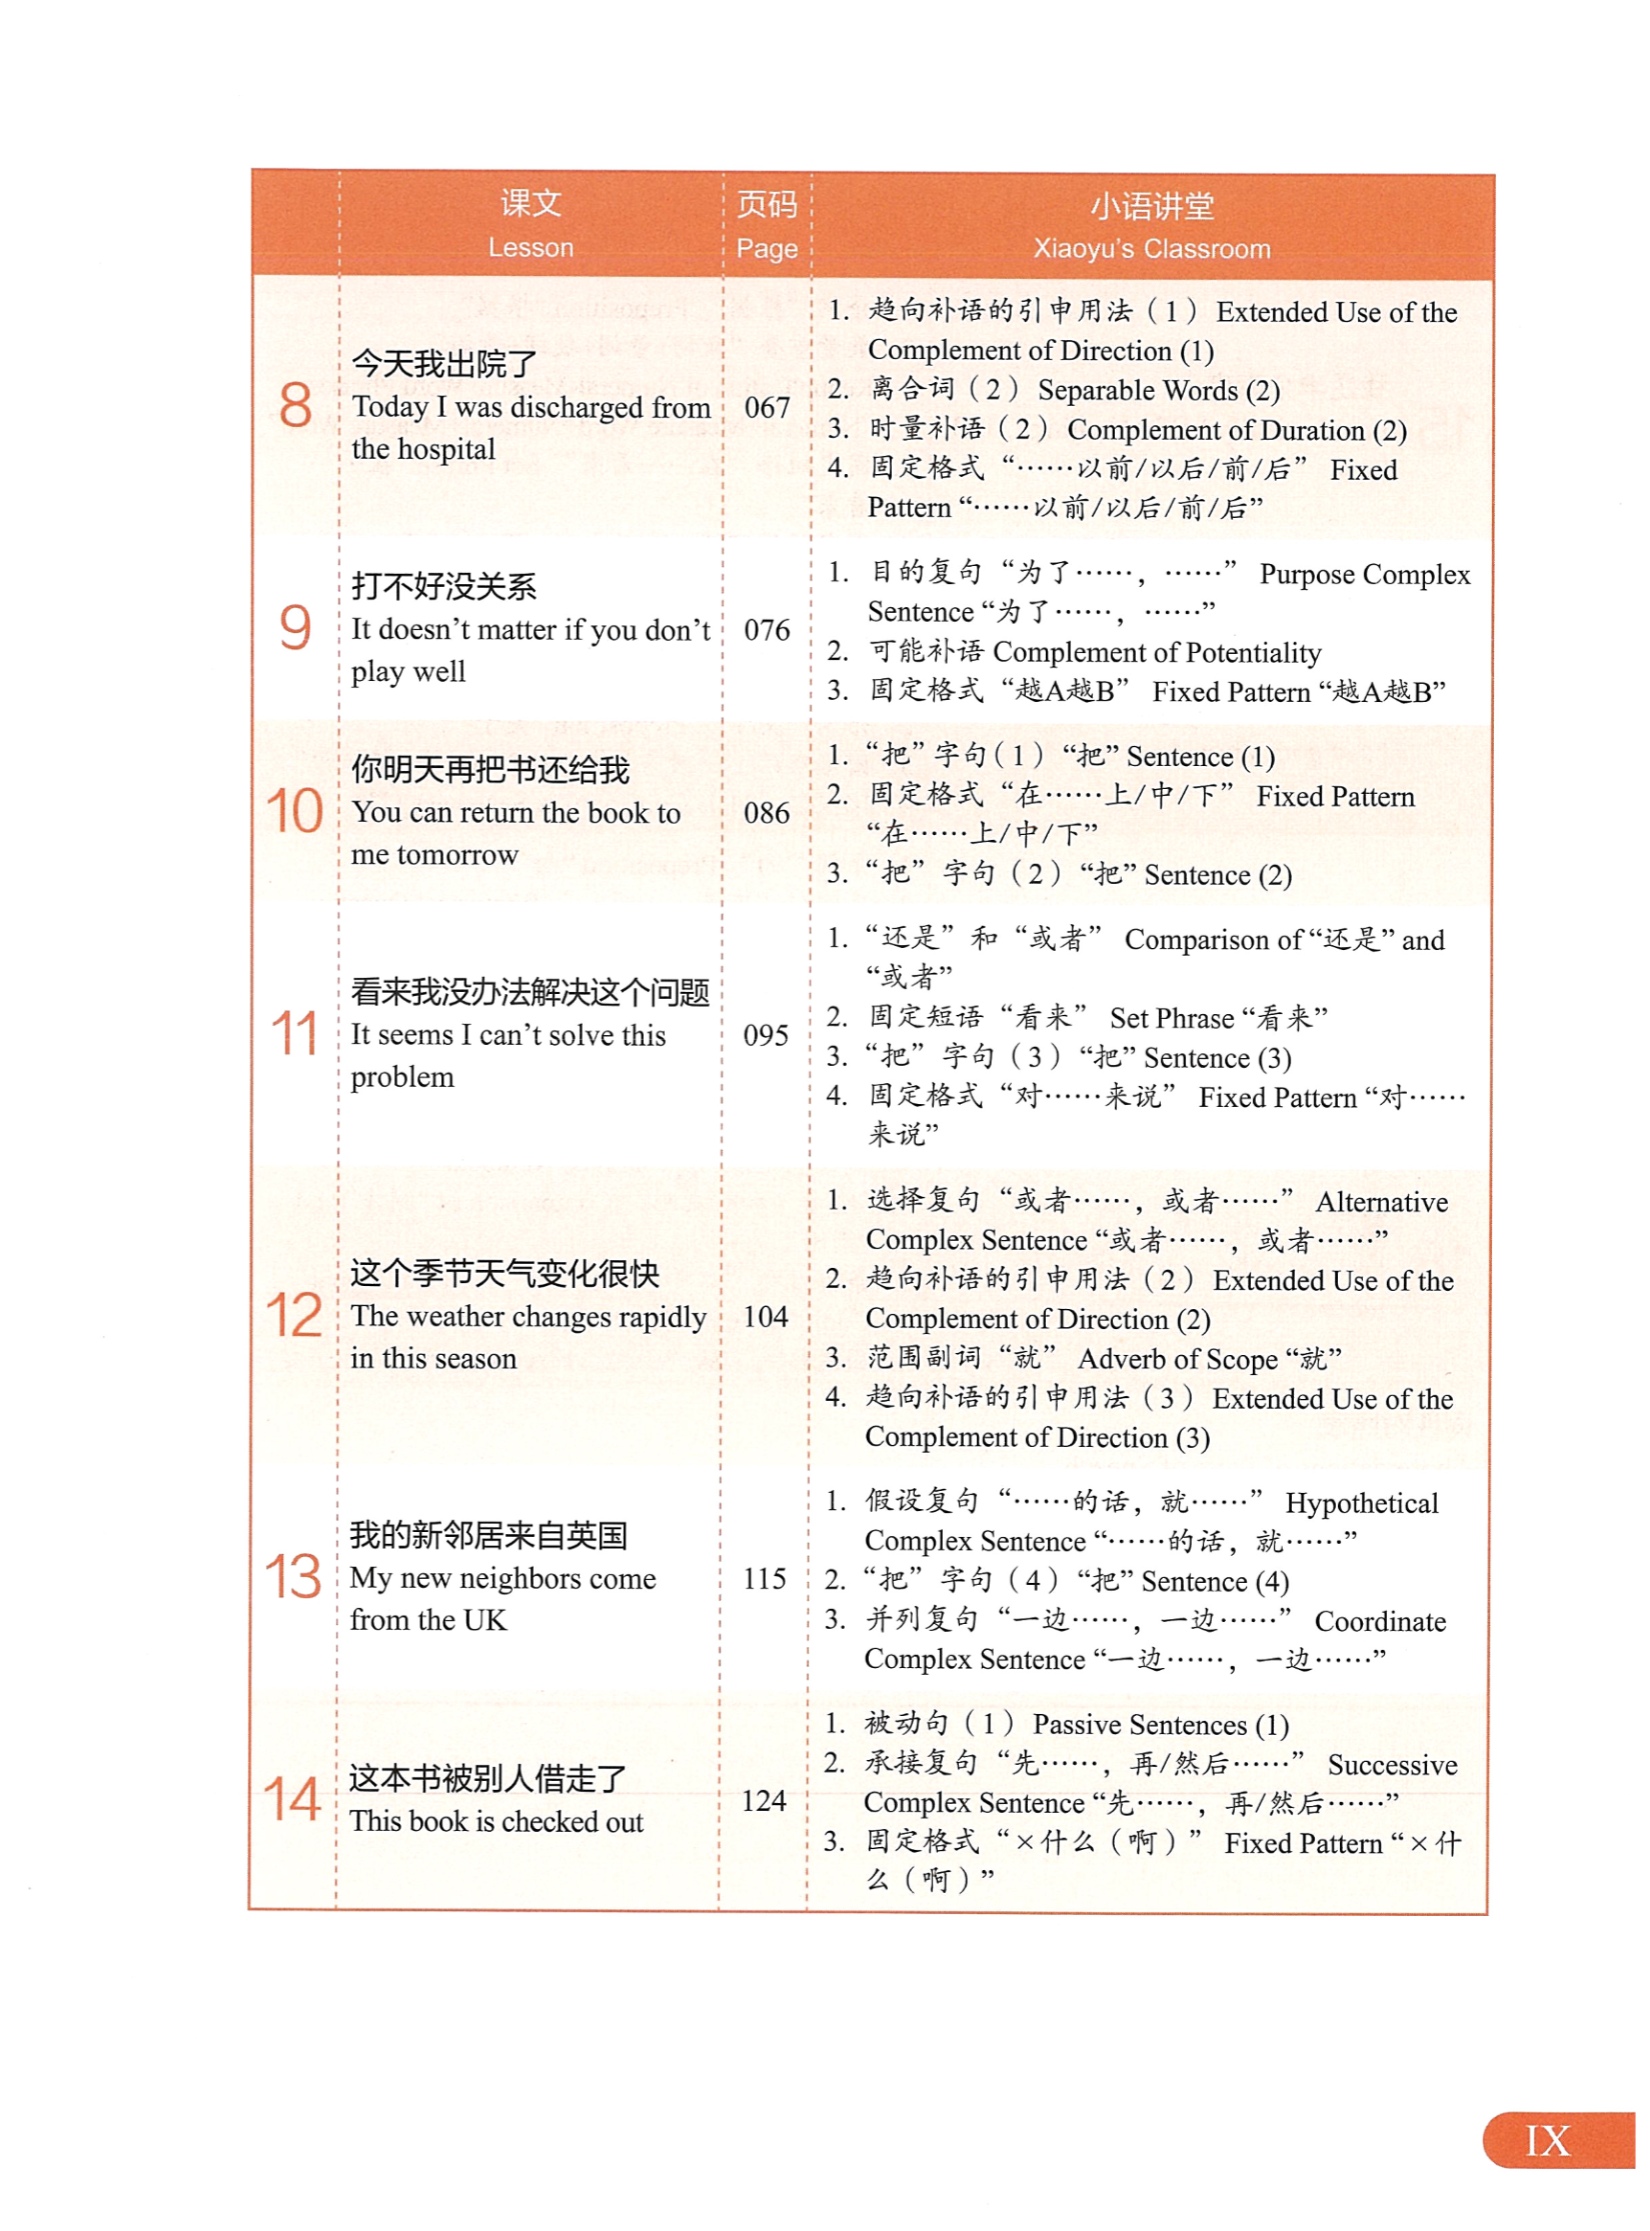 课文
Lesson
页码
Page
小语讲堂
Xiaoyu's Classroom
8
今天我出院了
Today I was discharged from
the hospital
067
1. 趋向补语的引申用法（1）Extended Use of the
Complement of Direction (1)
2. 离合词（2）Separable Words (2)
3. 时量补语（2）Complement of Duration (2)
4. 固定格式“……以前/以后/前/后” Fixed
Pattern “……以前/以后/前/后”
9
打不好没关系
It doesn't matter if you don't
play well
076
1. 目的复句“为了……，……” Purpose Complex
Sentence “为了……，……”
2. 可能补语 Complement of Potentiality
3. 固定格式“越A越B” Fixed Pattern “越A越B”
10
你明天再把书还给我
You can return the book to
me tomorrow
086
1. “把”字句（1）“把” Sentence (1)
2. 固定格式“在……上/中/下” Fixed Pattern
“在……上/中/下”
3. “把”字句（2）“把” Sentence (2)
11
看来我没办法解决这个问题
It seems I can't solve this
problem
095
1. “还是”和“或者” Comparison of “还是” and
“或者”
2. 固定短语“看来” Set Phrase “看来”
3. “把”字句（3）“把” Sentence (3)
4. 固定格式“对……来说” Fixed Pattern “对……
来说”
12
这个季节天气变化很快
The weather changes rapidly
in this season
104
1. 选择复句“或者……，或者……” Alternative
Complex Sentence “或者……，或者……”
2. 趋向补语的引申用法（2）Extended Use of the
Complement of Direction (2)
3. 范围副词“就” Adverb of Scope “就”
4. 趋向补语的引申用法（3）Extended Use of the
Complement of Direction (3)
13
我的新邻居来自英国
My new neighbors come
from the UK
115
1. 假设复句“……的话，就……” Hypothetical
Complex Sentence “……的话，就……”
2. “把”字句（4）“把” Sentence (4)
3. 并列复句“一边……，一边……” Coordinate
Complex Sentence “一边……，一边……”
14
这本书被别人借走了
This book is checked out
124
1. 被动句（1）Passive Sentences (1)
2. 承接复句“先……，再/然后……” Successive
Complex Sentence “先……，再/然后……”
3. 固定格式“×什么（啊）” Fixed Pattern “×什
么（啊）”
IX